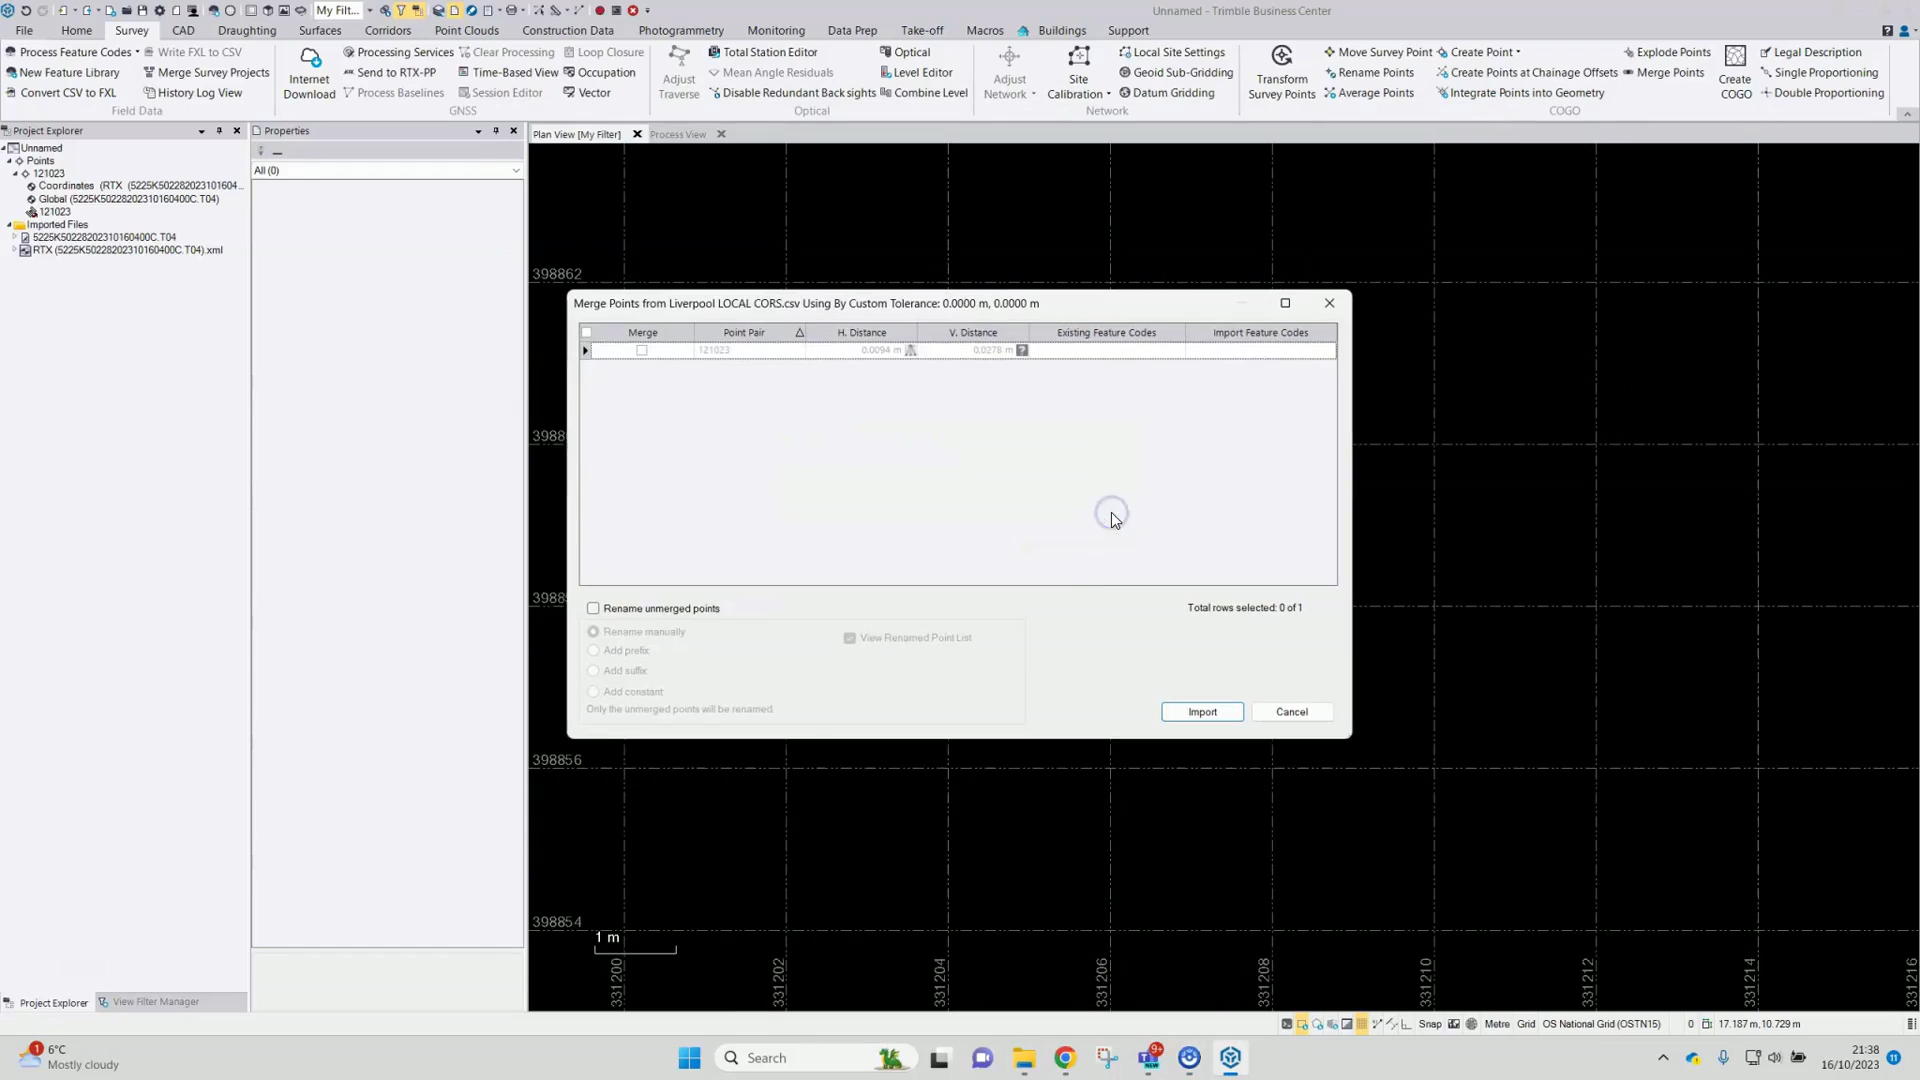 My Filt...
Unnamed - Trimble Business Center
File Home Survey CAD Draughting Surfaces Corridors Point Clouds Construction Data Photogrammetry Monitoring Data Prep Take-off Macros Buildings Support
Process Feature Codes Write FXL to CSV Processing Services Clear Processing Loop Closure Total Station Editor Optical Local Site Settings Move Survey Point Create Point Explode Points Legal Description
New Feature Library Merge Survey Projects Internet Download Send to RTX-PP Time-Based View Occupation Adjust Traverse Mean Angle Residuals Level Editor Adjust Network Site Calibration Geoid Sub-Gridding Transform Survey Points Rename Points Create Points at Chainage Offsets Merge Points Create COGO Single Proportioning
Convert CSV to FXL History Log View Process Baselines Session Editor Vector Disable Redundant Back sights Combine Level Datum Gridding Average Points Integrate Points into Geometry Double Proportioning
Field Data GNSS Optical Network COGO
Project Explorer
Unnamed
Points
121023
Coordinates (RTX (5225K502282023101604...
Global (5225K50228202310160400C.T04)
121023
Imported Files
5225K50228202310160400C.T04
RTX (5225K50228202310160400C.T04).xml
Properties
All (0)
Plan View [My Filter] Process View
398862
Merge Points from Liverpool LOCAL CORS.csv Using By Custom Tolerance: 0.0000 m, 0.0000 m
Merge Point Pair H. Distance V. Distance Existing Feature Codes Import Feature Codes
121023 0.0094 m 0.0278 m ?
Rename unmerged points
Total rows selected: 0 of 1
Rename manually
View Renamed Point List
Add prefix
Add suffix
Add constant
Only the unmerged points will be renamed.
Import Cancel
398856
398854
1 m
331200 331202 331204 331206 331208 331210 331212 331214 331216
Project Explorer View Filter Manager
Snap Metre Grid OS National Grid (OSTN15) 0 17.187 m,10.729 m
1
6°C
Mostly cloudy
Search
9+
NEW
21:38
16/10/2023
11